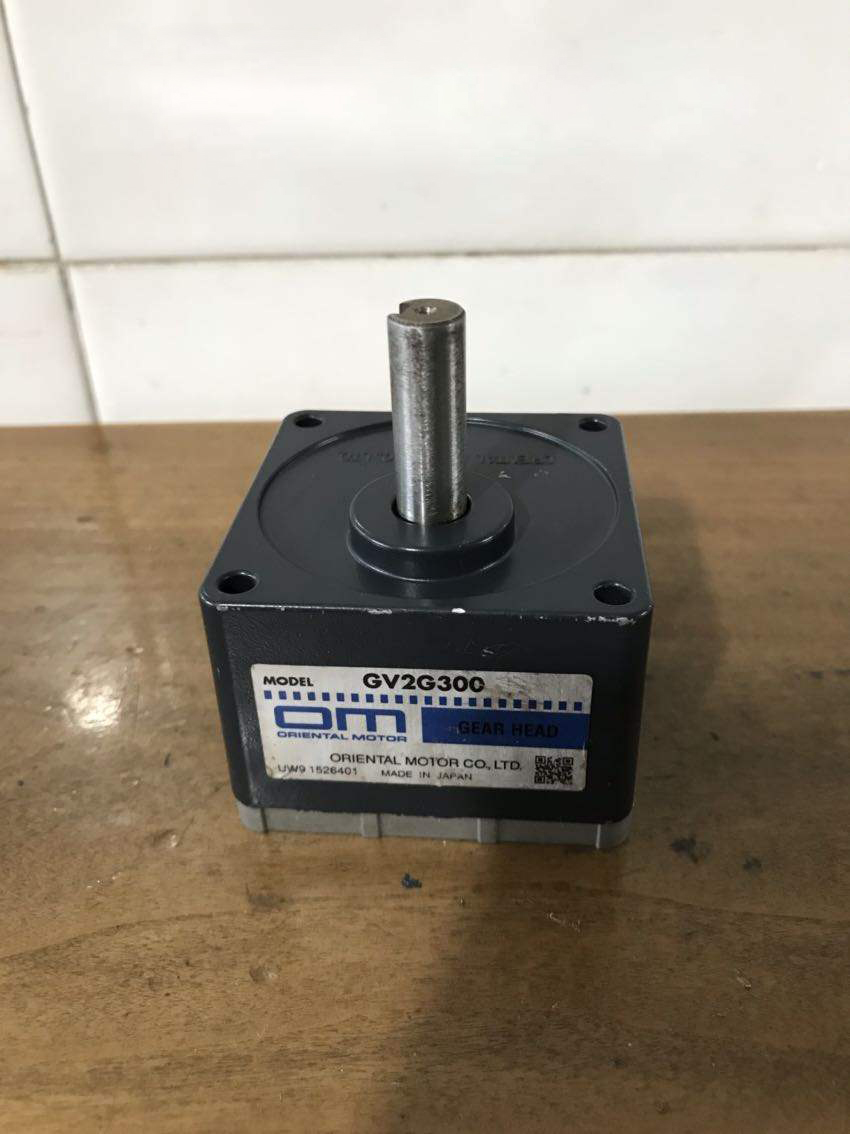 MODEL GV2G300
OM
ORIENTAL MOTOR
GEAR HEAD
ORIENTAL MOTOR CO., LTD.
UW9 1526401 MADE IN JAPAN